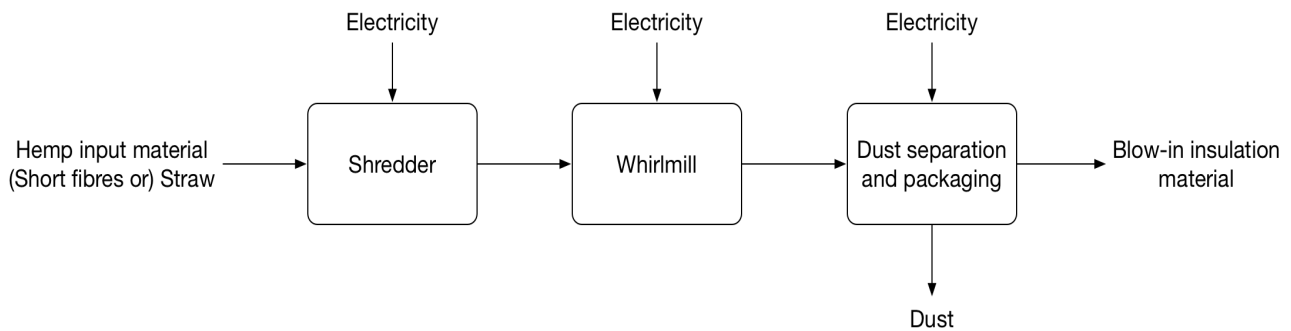 Electricity
Electricity
Electricity
Hemp input material
(Short fibres or) Straw
Shredder
Whirlmill
Dust separation
and packaging
Blow-in insulation
material
Dust